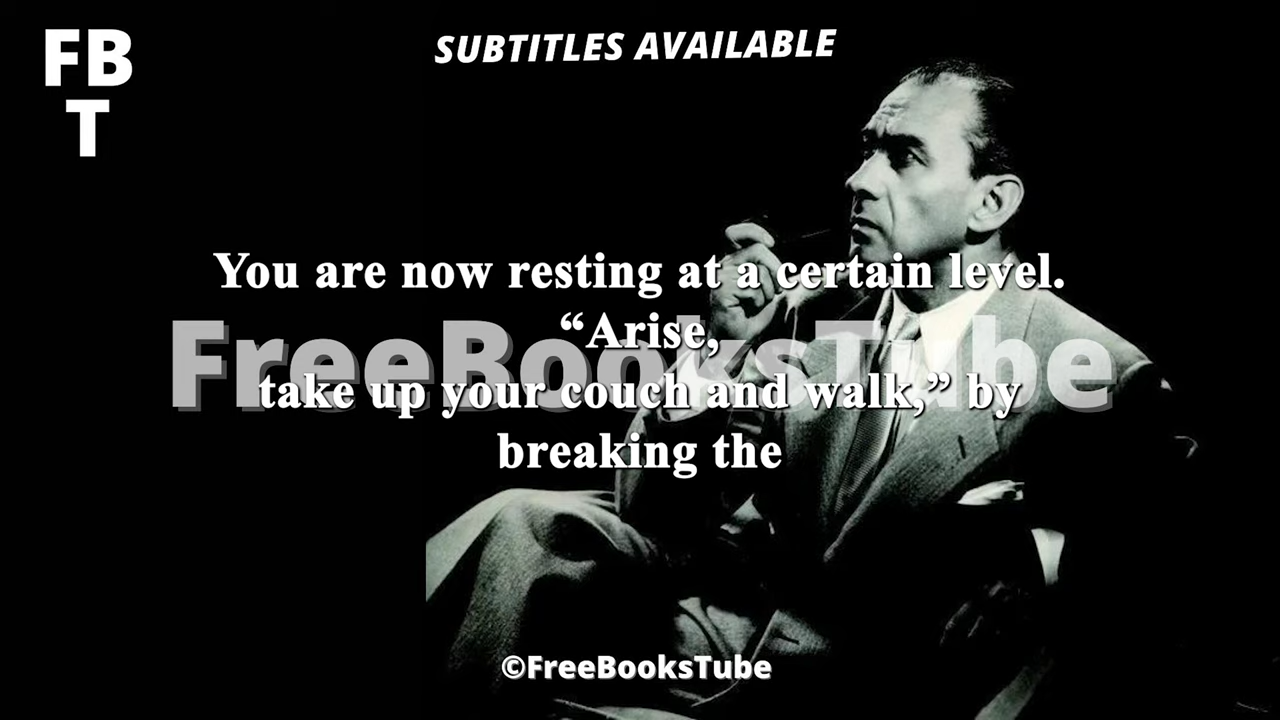 FB
T
SUBTITLES AVAILABLE
You are now resting at a certain level.
“Arise,
FreeBooksTube
take up your couch and walk,” by
breaking the
©FreeBooksTube